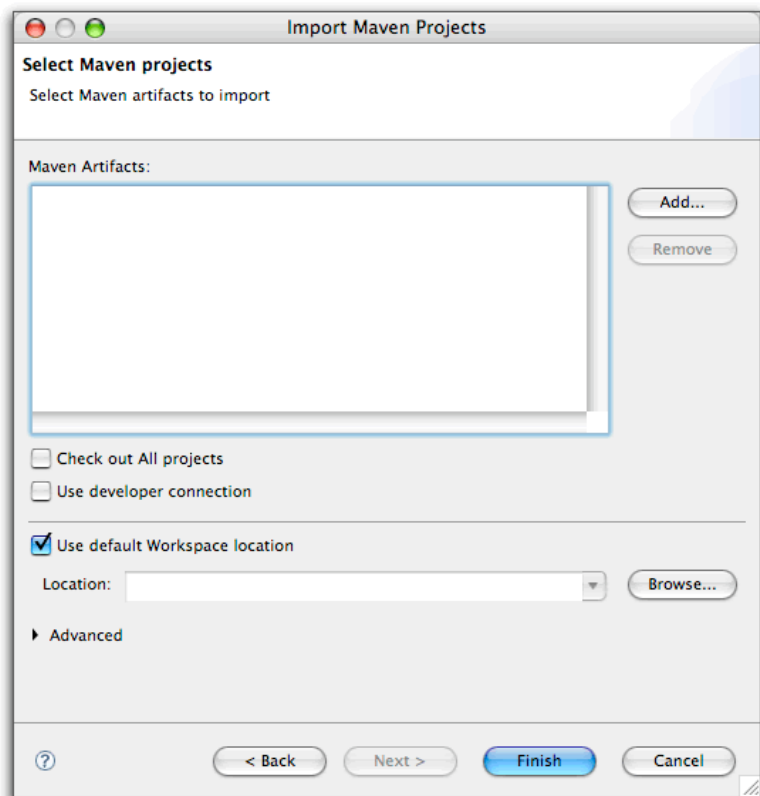 Import Maven Projects
Select Maven projects
Select Maven artifacts to import
Maven Artifacts:
Add...
Remove
Check out All projects
Use developer connection
Use default Workspace location
Location:
Browse...
Advanced
?
< Back
Next >
Finish
Cancel